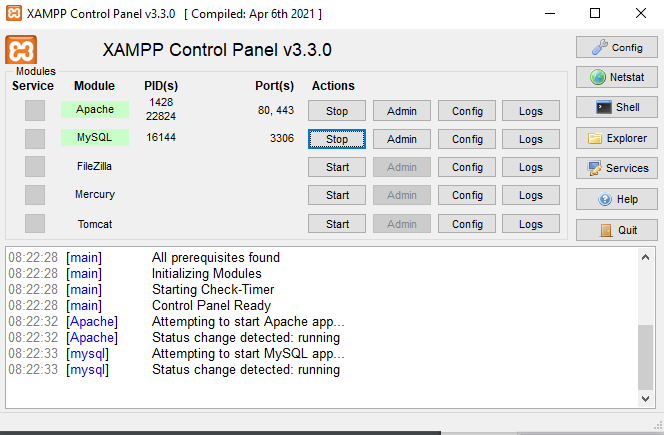 XAMPP Control Panel v3.3.0 [ Compiled: Apr 6th 2021 ]
XAMPP Control Panel v3.3.0
Config
Modules
Service Module PID(s) Port(s) Actions
Netstat
Apache 1428 22824 80, 443 Stop Admin Config Logs
Shell
MySQL 16144 3306 Stop Admin Config Logs
Explorer
FileZilla Start Admin Config Logs
Services
Mercury Start Admin Config Logs
Help
Tomcat Start Admin Config Logs
Quit
08:22:28 [main] All prerequisites found
08:22:28 [main] Initializing Modules
08:22:28 [main] Starting Check-Timer
08:22:28 [main] Control Panel Ready
08:22:32 [Apache] Attempting to start Apache app...
08:22:32 [Apache] Status change detected: running
08:22:33 [mysql] Attempting to start MySQL app...
08:22:33 [mysql] Status change detected: running